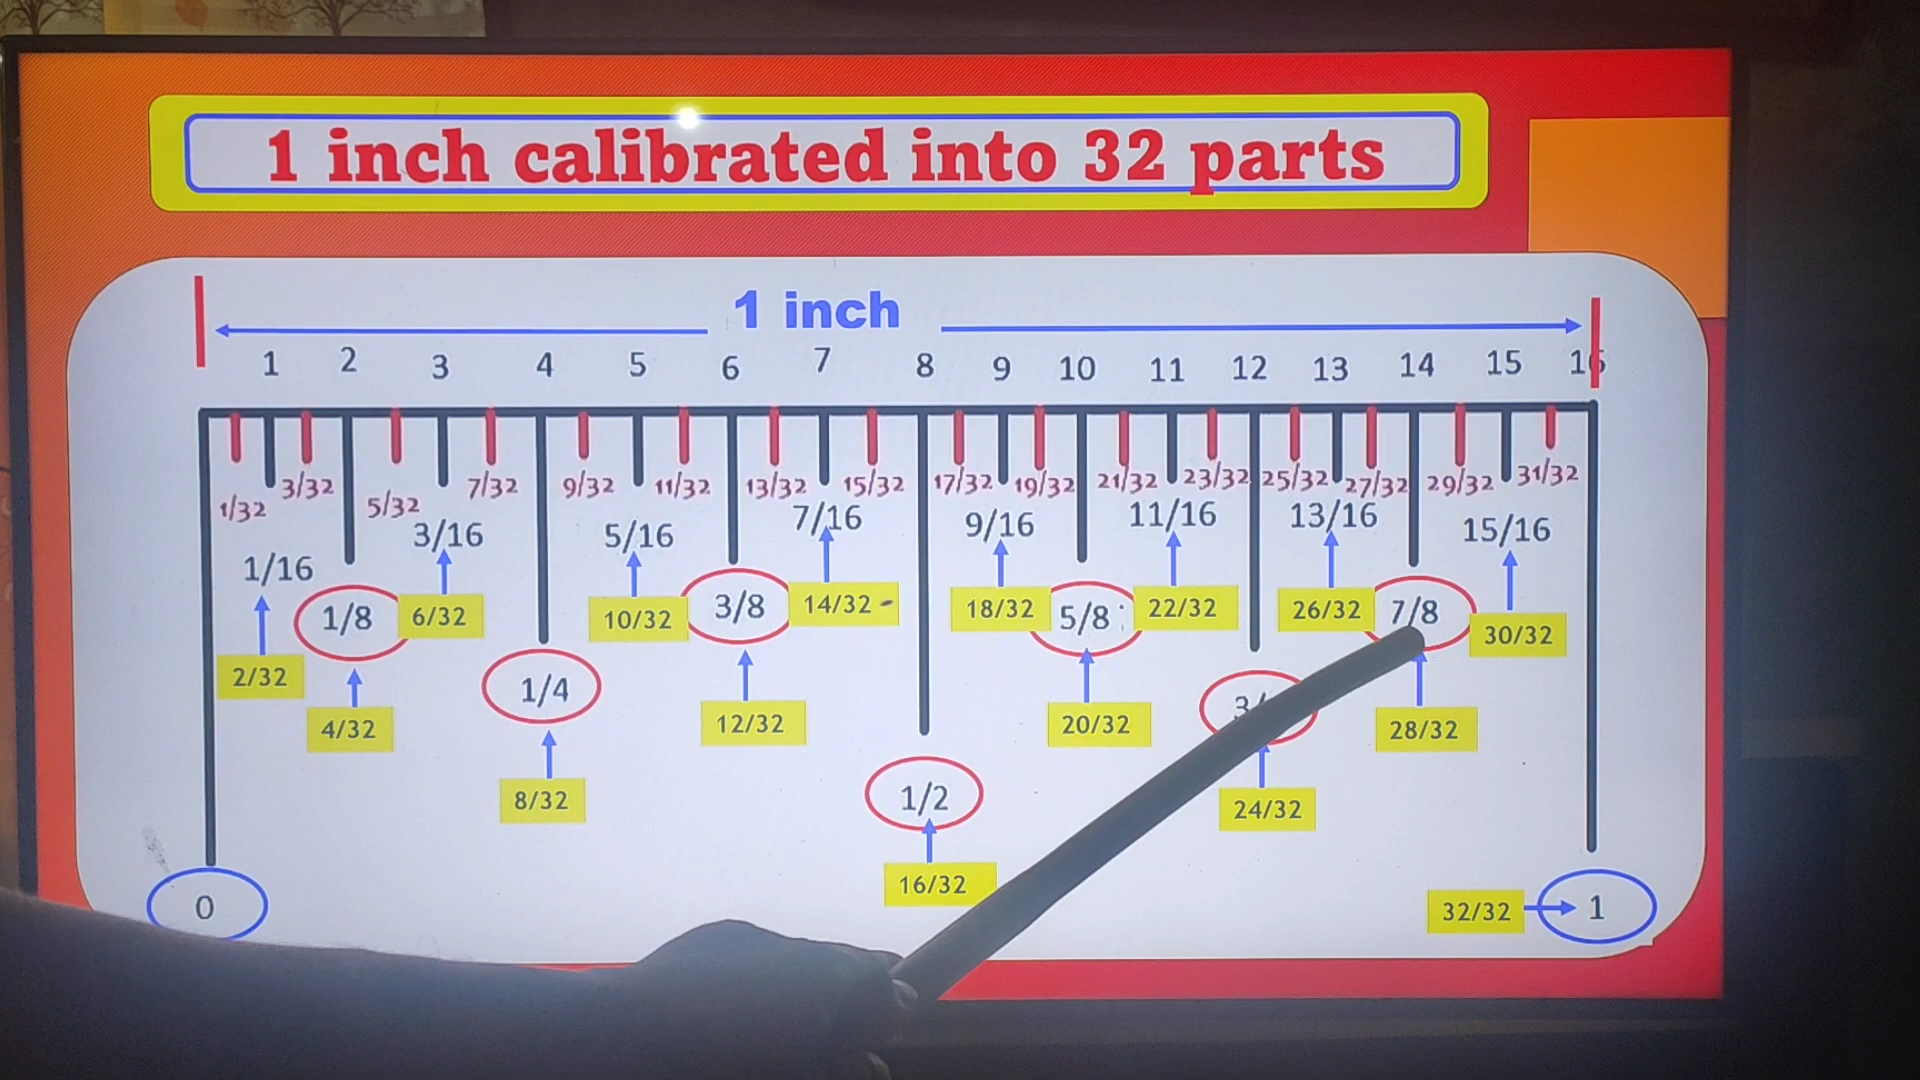 1 inch calibrated into 32 parts
1 inch
1 2 3 4 5 6 7 8 9 10 11 12 13 14 15 16
1/32 3/32 5/32 7/32 9/32 11/32 13/32 15/32 17/32 19/32 21/32 23/32 25/32 27/32 29/32 31/32
1/16 3/16 5/16 7/16 9/16 11/16 13/16 15/16
1/8 3/8 5/8 7/8
2/32 6/32 10/32 14/32 18/32 22/32 26/32 30/32
4/32 12/32 20/32 28/32
1/4
8/32 24/32
1/2
16/32
0 32/32 1